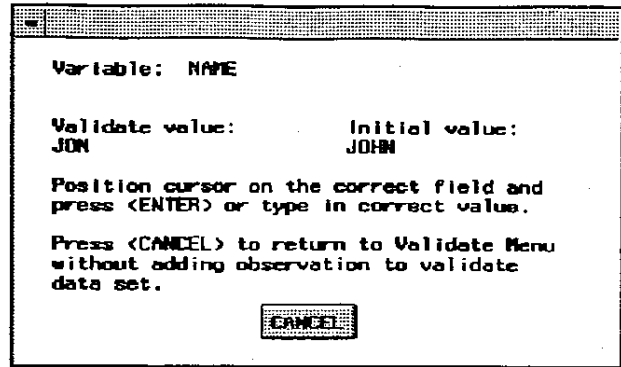 Variable: NAME
Validate value: Initial value:
JON JOHN
Position cursor on the correct field and
press <ENTER> or type in correct value.
Press <CANCEL> to return to Validate Menu
without adding observation to validate
data set.
CANCEL